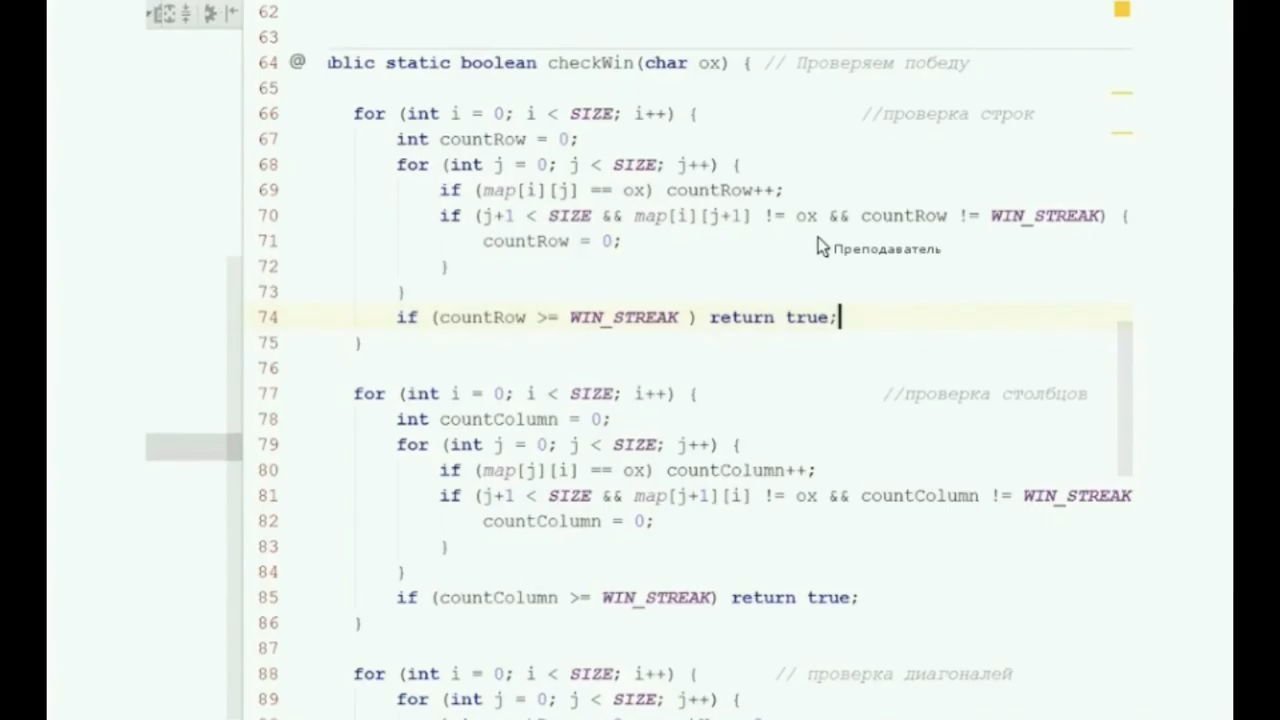 62
63
64 @ ublic static boolean checkWin(char ox) { // Проверяем победу
65
66 for (int i = 0; i < SIZE; i++) { //проверка строк
67 int countRow = 0;
68 for (int j = 0; j < SIZE; j++) {
69 if (map[i][j] == ox) countRow++;
70 if (j+1 < SIZE && map[i][j+1] != ox && countRow != WIN_STREAK) {
71 countRow = 0;
Преподаватель
72 }
73 }
74 if (countRow >= WIN_STREAK ) return true;
75 }
76
77 for (int i = 0; i < SIZE; i++) { //проверка столбцов
78 int countColumn = 0;
79 for (int j = 0; j < SIZE; j++) {
80 if (map[j][i] == ox) countColumn++;
81 if (j+1 < SIZE && map[j+1][i] != ox && countColumn != WIN_STREAK
82 countColumn = 0;
83 }
84 }
85 if (countColumn >= WIN_STREAK) return true;
86 }
87
88 for (int i = 0; i < SIZE; i++) { // проверка диагоналей
89 for (int j = 0; j < SIZE; j++) {